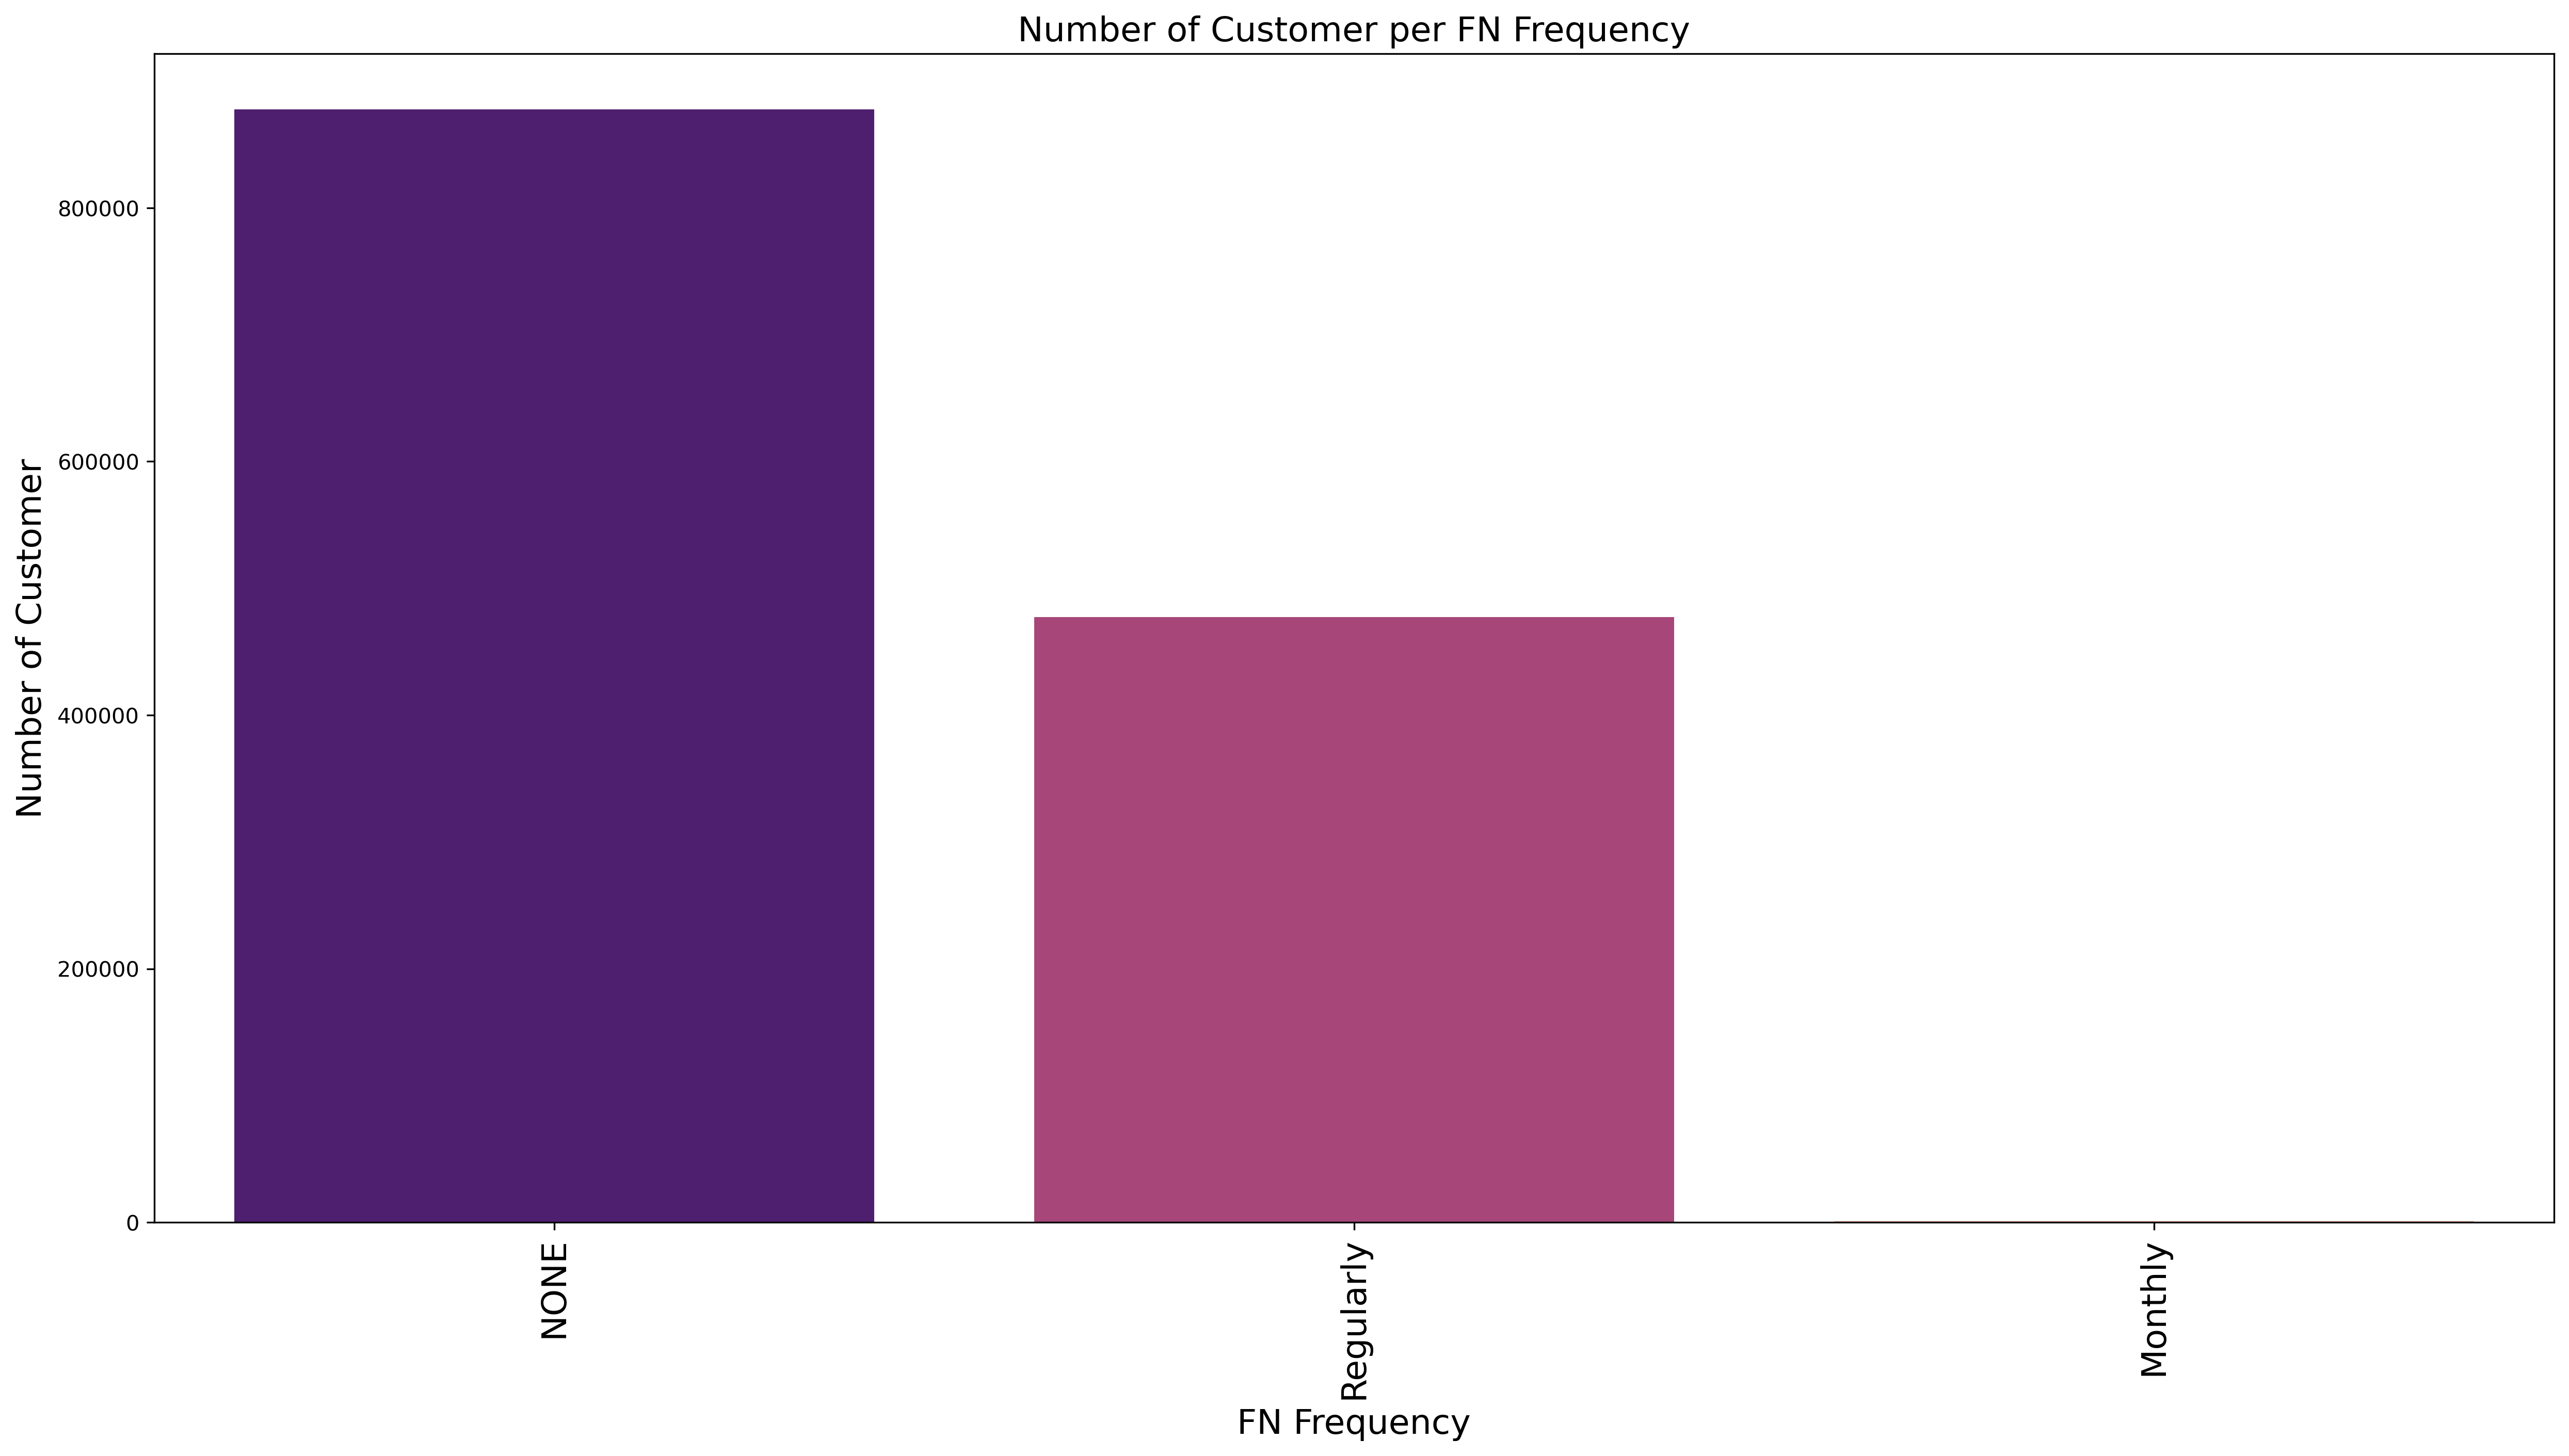 Number of Customer per FN Frequency
Number of Customer
800000
600000
400000
200000
0
NONE
Regularly
Monthly
FN Frequency